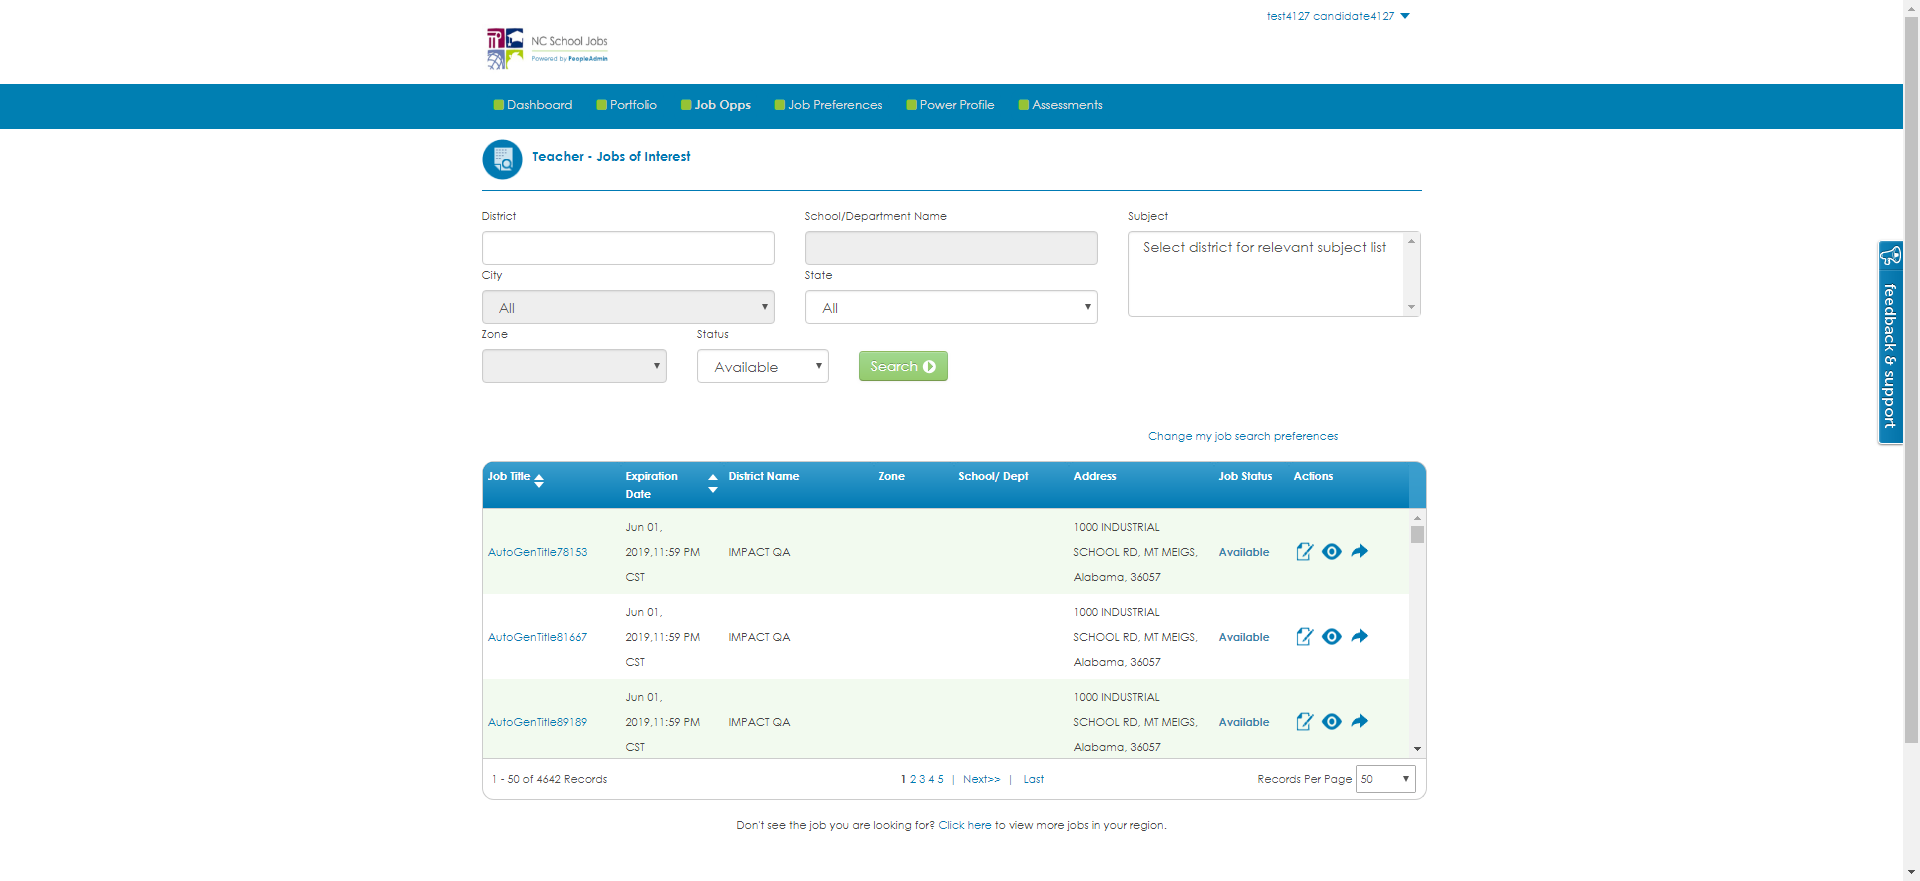 test4127 candidate4127
NC School Jobs
Powered by PeopleAdmin
Dashboard Portfolio Job Opps Job Preferences Power Profile Assessments
Teacher - Jobs of Interest
District School/Department Name Subject
Select district for relevant subject list
City State
All All
Zone Status
Available Search
feedback & support
Change my job search preferences
Job Title Expiration Date District Name Zone School/ Dept Address Job Status Actions
Jun 01, 1000 INDUSTRIAL
AutoGenTitle78153 2019,11:59 PM IMPACT QA SCHOOL RD, MT MEIGS, Available
CST Alabama, 36057
Jun 01, 1000 INDUSTRIAL
AutoGenTitle81667 2019,11:59 PM IMPACT QA SCHOOL RD, MT MEIGS, Available
CST Alabama, 36057
Jun 01, 1000 INDUSTRIAL
AutoGenTitle89189 2019,11:59 PM IMPACT QA SCHOOL RD, MT MEIGS, Available
CST Alabama, 36057
1 - 50 of 4642 Records 1 2 3 4 5 | Next>> | Last Records Per Page 50
Don't see the job you are looking for? Click here to view more jobs in your region.